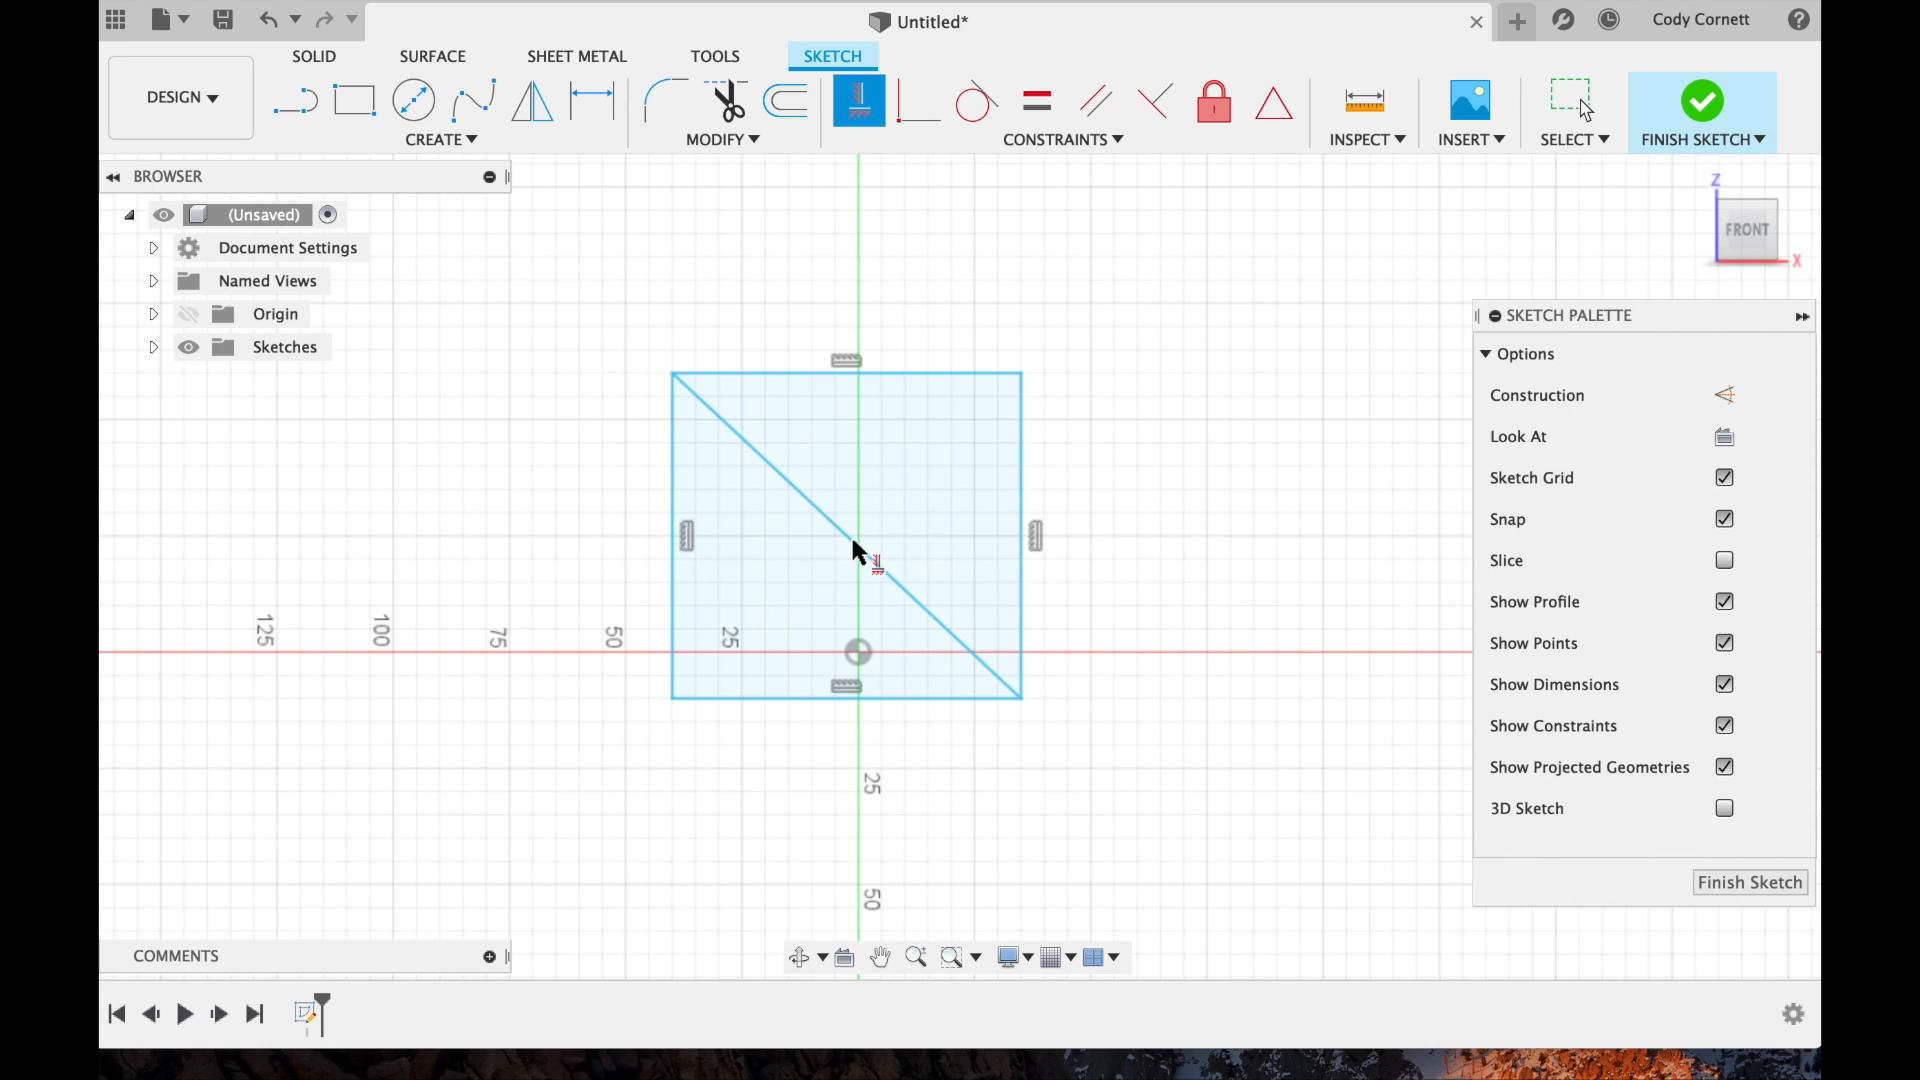 Untitled*
Cody Cornett
SOLID SURFACE SHEET METAL TOOLS SKETCH
DESIGN
CREATE MODIFY CONSTRAINTS INSPECT INSERT SELECT FINISH SKETCH
BROWSER
(Unsaved)
Document Settings
Named Views
Origin
Sketches
Z
FRONT
X
SKETCH PALETTE
Options
Construction
Look At
Sketch Grid
Snap
Slice
Show Profile
Show Points
Show Dimensions
Show Constraints
Show Projected Geometries
3D Sketch
Finish Sketch
125 100 75 50 25
25
50
COMMENTS